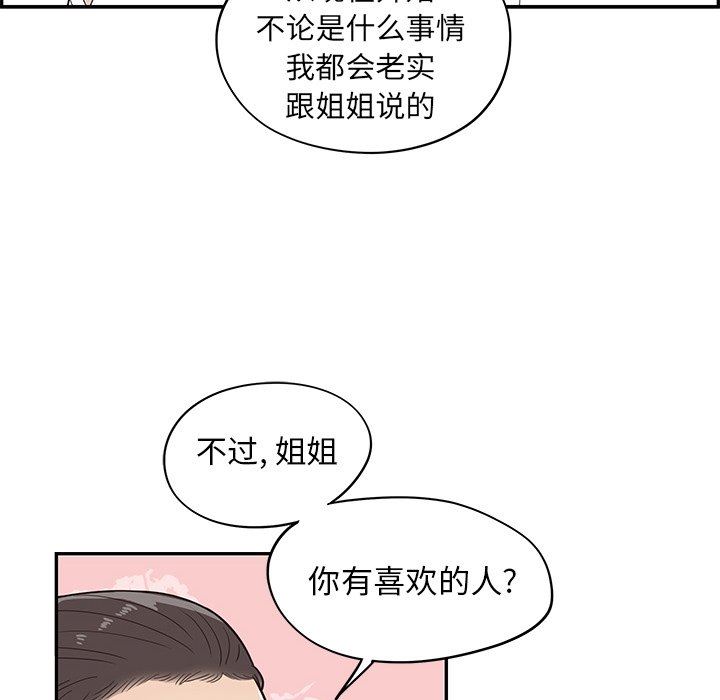 不论是什么事情
我都会老实
跟姐姐说的
不过, 姐姐
你有喜欢的人?